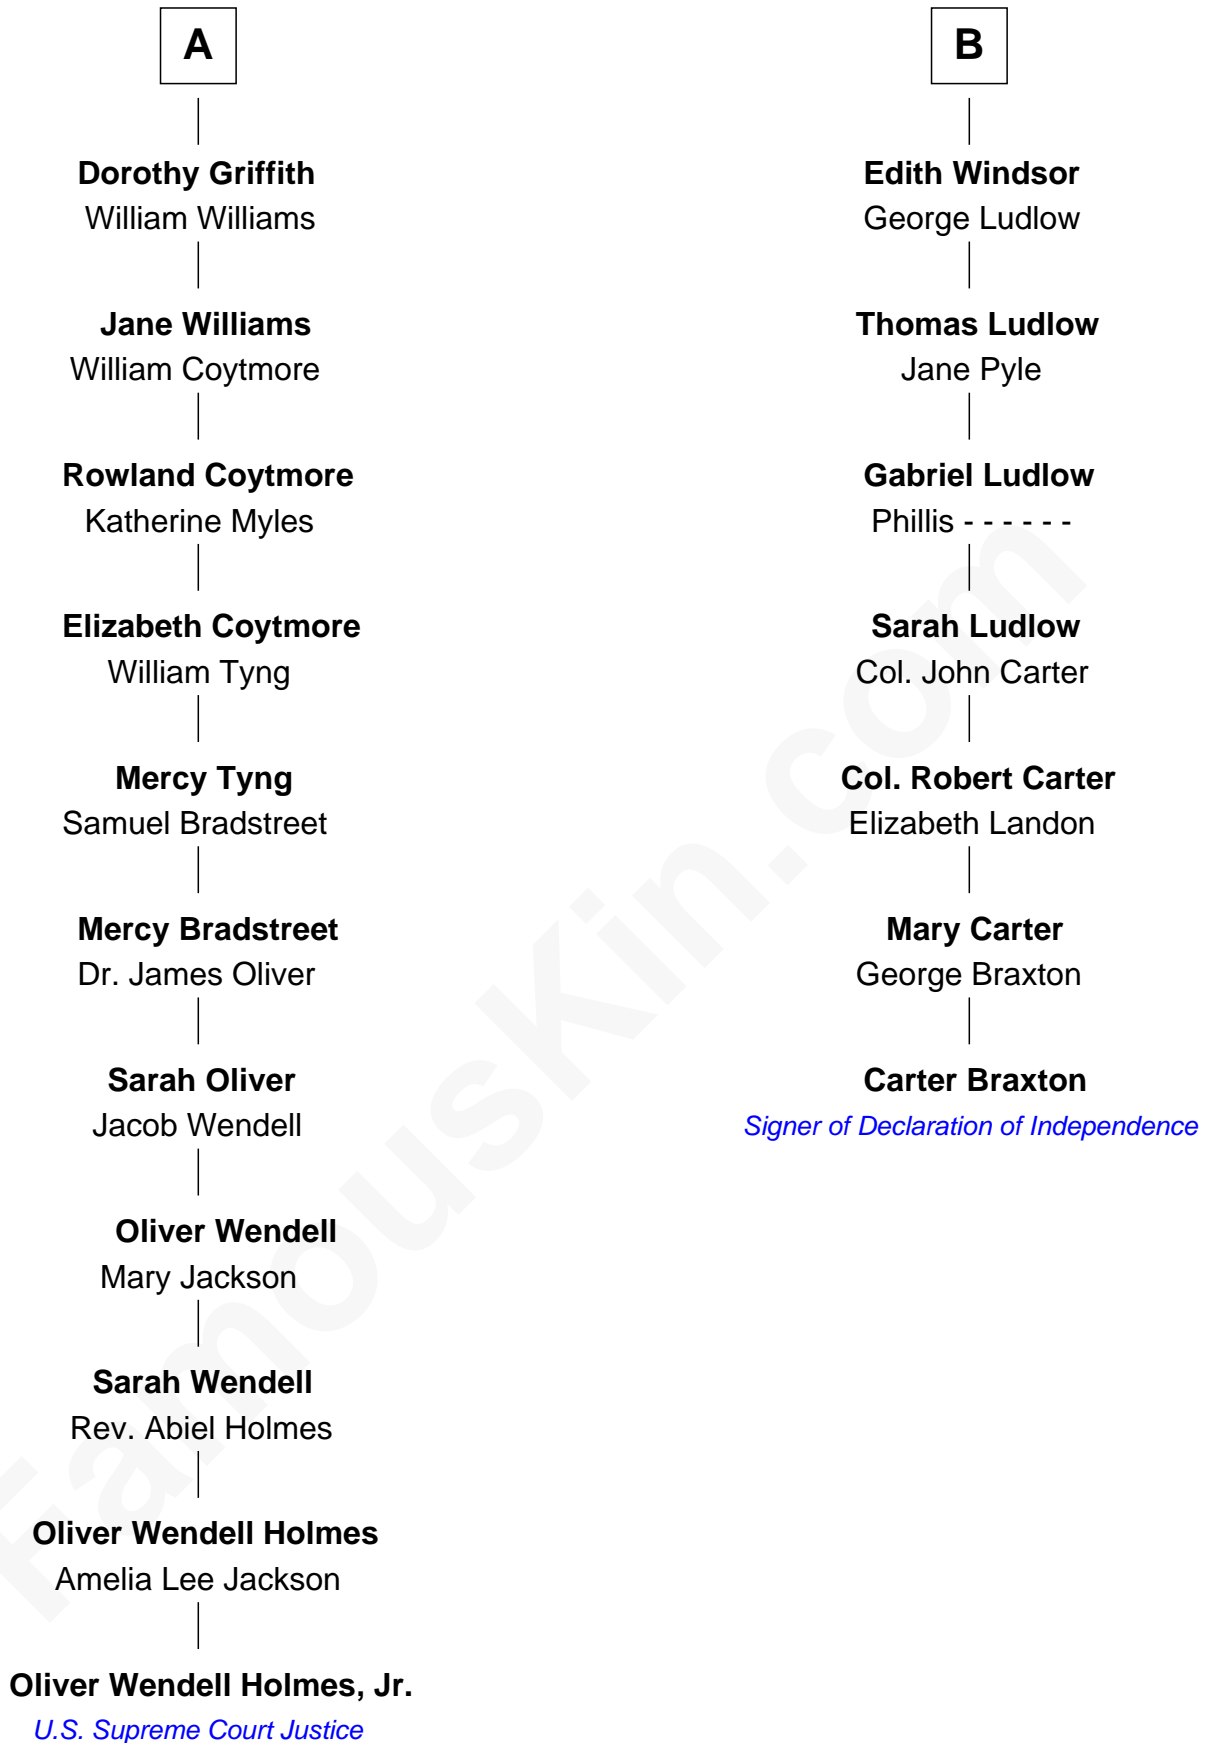 A
Dorothy Griffith
William Williams
Jane Williams
William Coytmore
Rowland Coytmore
Katherine Myles
Elizabeth Coytmore
William Tyng
Mercy Tyng
Samuel Bradstreet
Mercy Bradstreet
Dr. James Oliver
Sarah Oliver
Jacob Wendell
Oliver Wendell
Mary Jackson
Sarah Wendell
Rev. Abiel Holmes
Oliver Wendell Holmes
Amelia Lee Jackson
Oliver Wendell Holmes, Jr.
U.S. Supreme Court Justice
B
Edith Windsor
George Ludlow
Thomas Ludlow
Jane Pyle
Gabriel Ludlow
Phillis - - - - - -
Sarah Ludlow
Col. John Carter
Col. Robert Carter
Elizabeth Landon
Mary Carter
George Braxton
Carter Braxton
Signer of Declaration of Independence
FamousKin.com